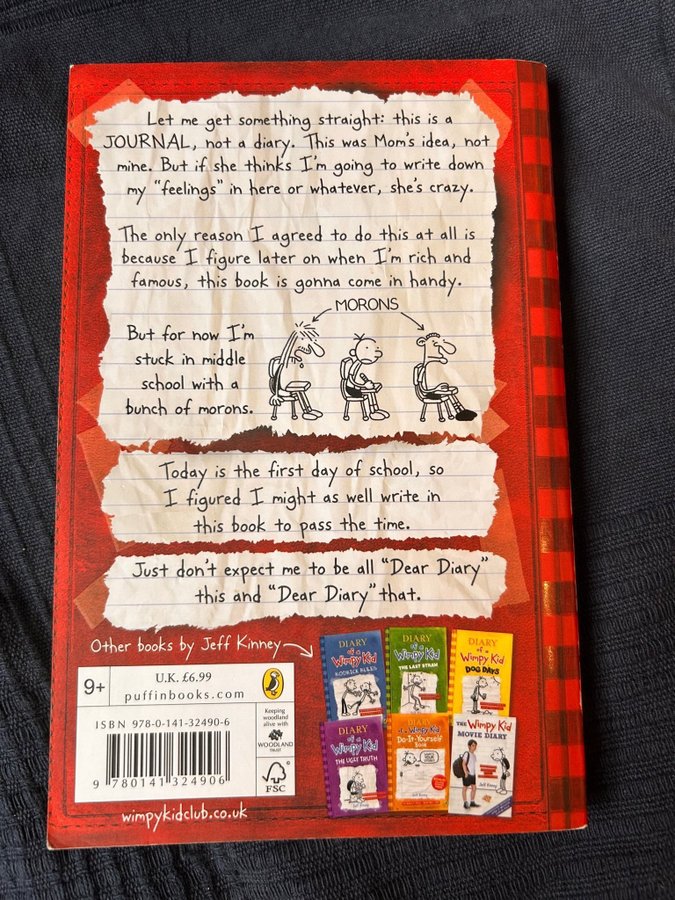 Let me get something straight: this is a
JOURNAL, not a diary. This was Mom's idea, not
mine. But if she thinks I'm going to write down
my "feelings" in here or whatever, she's crazy.
The only reason I agreed to do this at all is
because I figure later on when I'm rich and
famous, this book is gonna come in handy.
MORONS
But for now I'm
stuck in middle
school with a
bunch of morons.
Today is the first day of school, so
I figured I might as well write in
this book to pass the time.
Just don't expect me to be all "Dear Diary"
this and "Dear Diary" that.
Other books by Jeff Kinney
DIARY
of a
Wimpy Kid
RODRICK RULES
DIARY
of a
Wimpy Kid
THE LAST STRAW
DIARY
of a
Wimpy Kid
DOG DAYS
DIARY
of a
Wimpy Kid
THE UGLY TRUTH
Jeff Kinney
DIARY
of a Wimpy Kid
Do-It-Yourself
BOOK
Jeff Kinney
THE Wimpy Kid
MOVIE DIARY
Jeff Kinney
9+
U.K. £6.99
puffinbooks.com
ISBN 978-0-141-32490-6
9780141324906
Keeping
woodland
alive with
WOODLAND
TRUST
FSC
wimpykidclub.co.uk